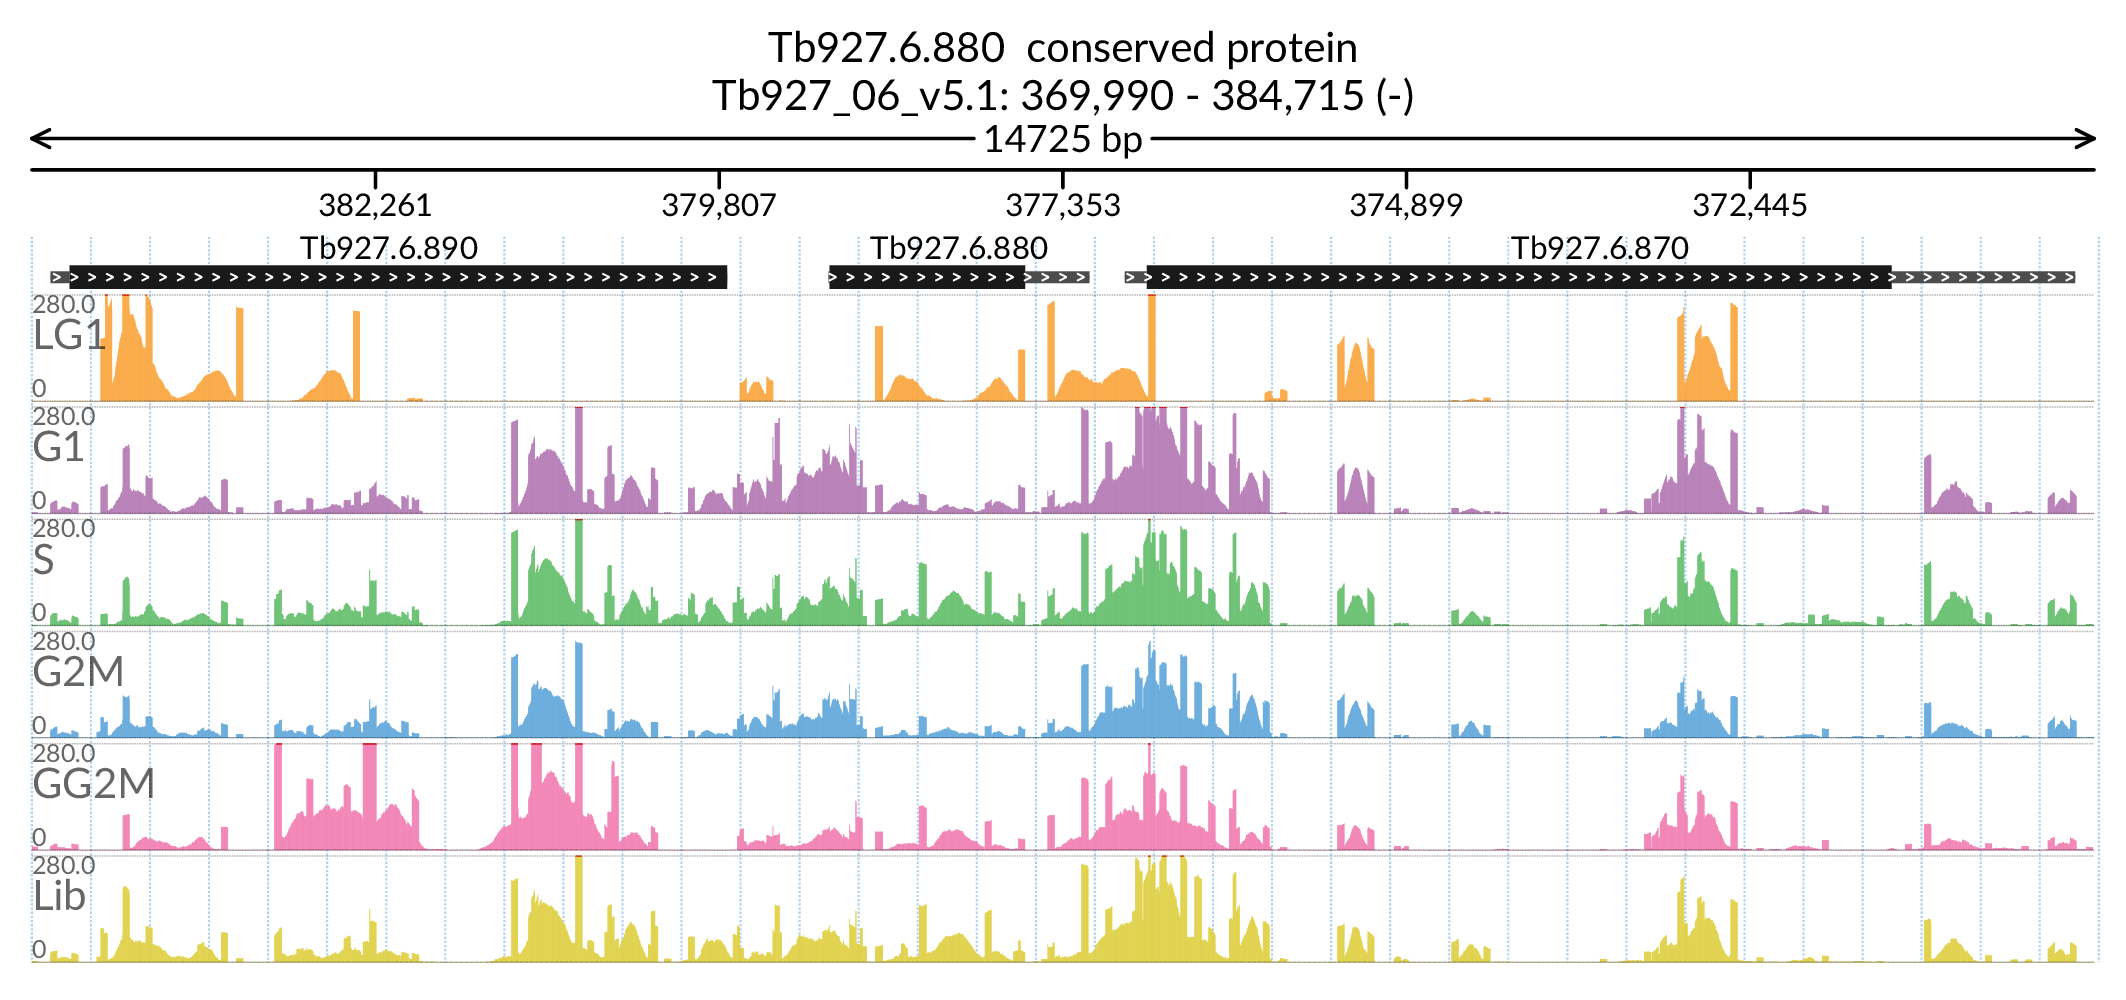 Tb927.6.880  conserved protein
Tb927_06_v5.1: 369,990 - 384,715 (-)
14725 bp
382,261 379,807 377,353 374,899 372,445
Tb927.6.890 Tb927.6.880 Tb927.6.870
280.0
LG1
0
280.0
G1
0
280.0
S
0
280.0
G2M
0
280.0
GG2M
0
280.0
Lib
0